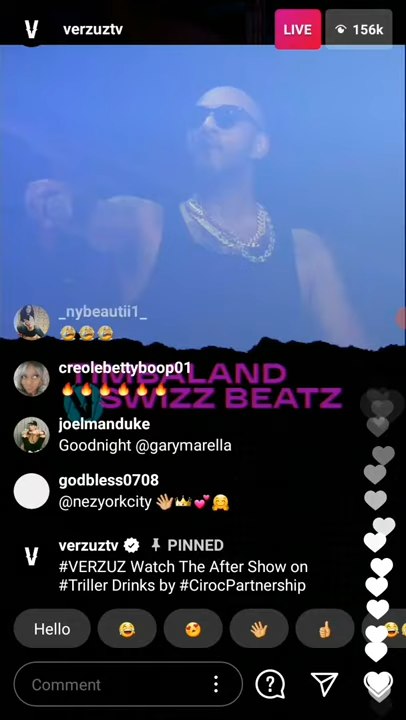 verzuztv
LIVE
156k
_nybeautii1_
🤧🤧🤧
creolebettyboop01
🔥🔥🔥🔥🔥🔥
TIMBALAND
SWIZZ BEATZ
joelmanduke
Goodnight @garymarella
godbless0708
@nezyorkcity 👋🏽👑💕🤗
verzuztv PINNED
#VERZUZ Watch The After Show on
#Triller Drinks by #CirocPartnership
Hello 😂 😍 👋 👍
Comment